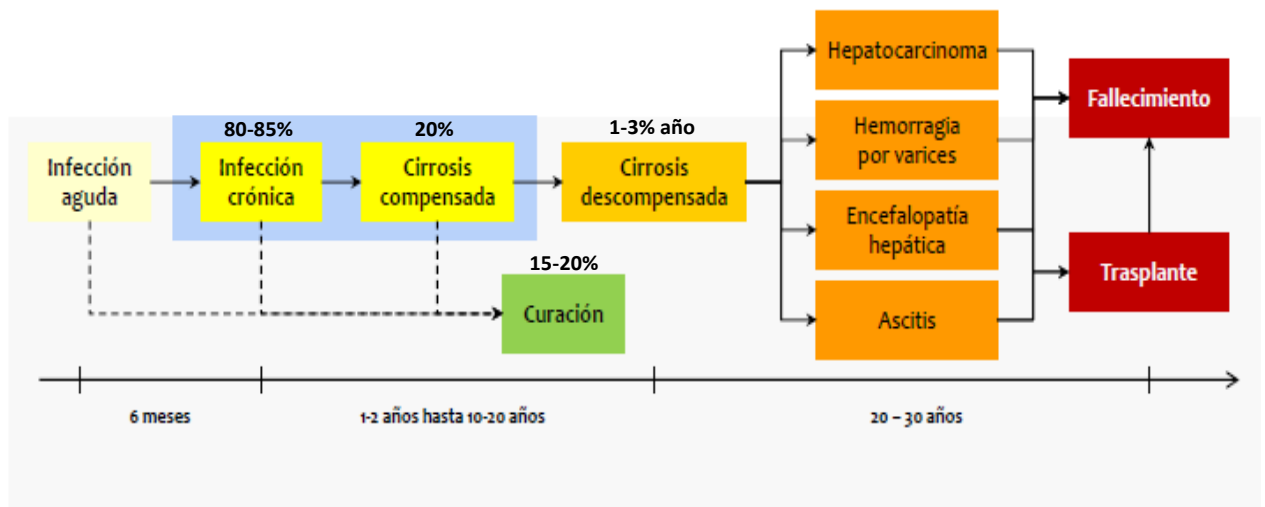 80-85%
20%
1-3% año
Infección
aguda
Infección
crónica
Cirrosis
compensada
Cirrosis
descompensada
15-20%
Curación
Hepatocarcinoma
Hemorragia
por varices
Encefalopatía
hepática
Ascitis
Fallecimiento
Trasplante
6 meses
1-2 años hasta 10-20 años
20 – 30 años